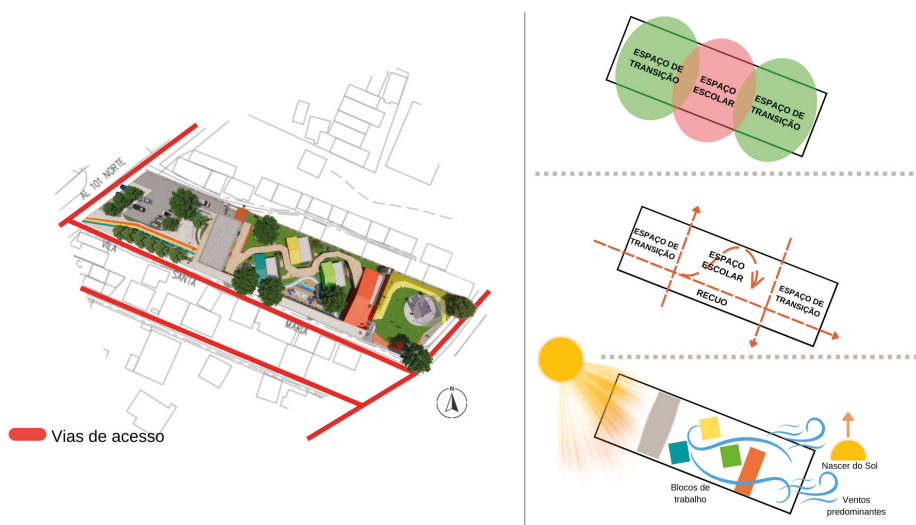 AL 101 NORTE
VILA
SANTA
MARIA
N
Vias de acesso
ESPAÇO DE
TRANSIÇÃO
ESPAÇO
ESCOLAR
ESPAÇO DE
TRANSIÇÃO
ESPAÇO DE
TRANSIÇÃO
ESPAÇO
ESCOLAR
RECUO
ESPAÇO DE
TRANSIÇÃO
Nascer do Sol
Blocos de
trabalho
Ventos
predominantes